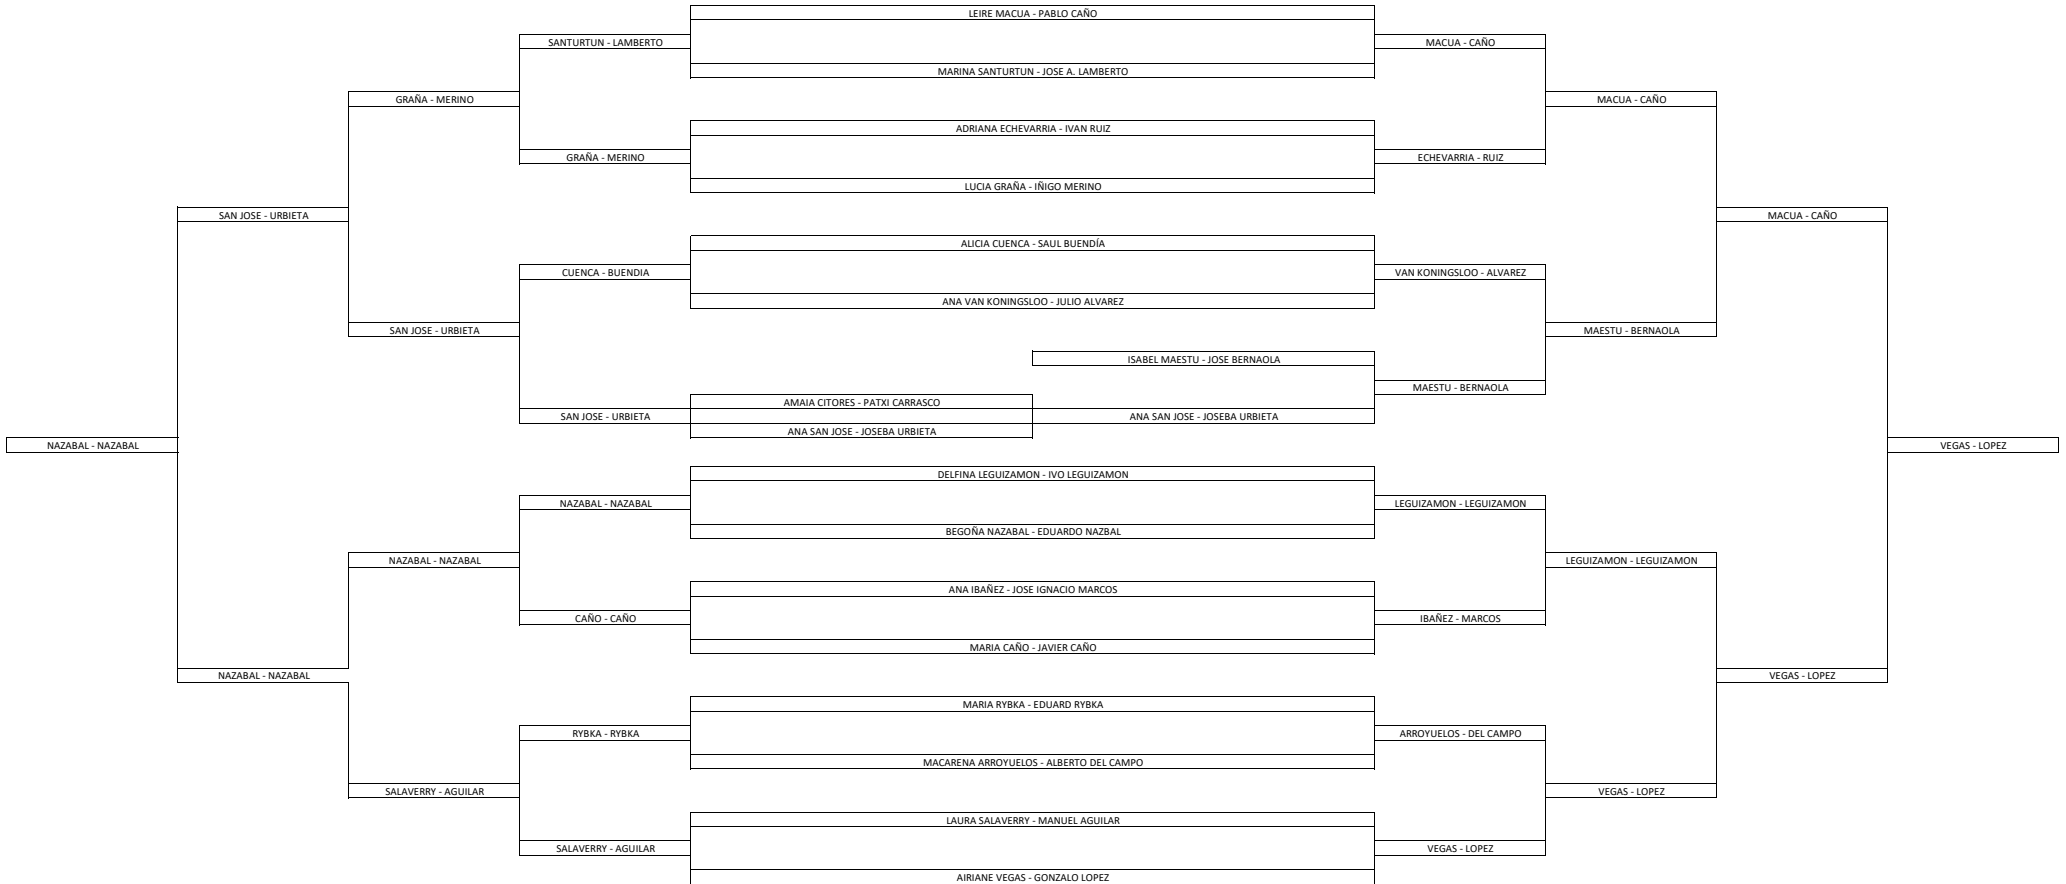 LEIRE MACUA - PABLO CAÑO
SANTURTUN - LAMBERTO
MACUA - CAÑO
MARINA SANTURTUN - JOSE A. LAMBERTO
GRAÑA - MERINO
MACUA - CAÑO
ADRIANA ECHEVARRIA - IVAN RUIZ
GRAÑA - MERINO
ECHEVARRIA - RUIZ
LUCIA GRAÑA - IÑIGO MERINO
SAN JOSE - URBIETA
MACUA - CAÑO
ALICIA CUENCA - SAUL BUENDÍA
CUENCA - BUENDIA
VAN KONINGSLOO - ALVAREZ
ANA VAN KONINGSLOO - JULIO ALVAREZ
SAN JOSE - URBIETA
MAESTU - BERNAOLA
ISABEL MAESTU - JOSE BERNAOLA
MAESTU - BERNAOLA
AMAIA CITORES - PATXI CARRASCO
SAN JOSE - URBIETA
ANA SAN JOSE - JOSEBA URBIETA
ANA SAN JOSE - JOSEBA URBIETA
NAZABAL - NAZABAL
VEGAS - LOPEZ
DELFINA LEGUIZAMON - IVO LEGUIZAMON
NAZABAL - NAZABAL
LEGUIZAMON - LEGUIZAMON
BEGOÑA NAZABAL - EDUARDO NAZBAL
NAZABAL - NAZABAL
LEGUIZAMON - LEGUIZAMON
ANA IBAÑEZ - JOSE IGNACIO MARCOS
CAÑO - CAÑO
IBAÑEZ - MARCOS
MARIA CAÑO - JAVIER CAÑO
NAZABAL - NAZABAL
VEGAS - LOPEZ
MARIA RYBKA - EDUARD RYBKA
RYBKA - RYBKA
ARROYUELOS - DEL CAMPO
MACARENA ARROYUELOS - ALBERTO DEL CAMPO
SALAVERRY - AGUILAR
VEGAS - LOPEZ
LAURA SALAVERRY - MANUEL AGUILAR
SALAVERRY - AGUILAR
VEGAS - LOPEZ
AIRIANE VEGAS - GONZALO LOPEZ